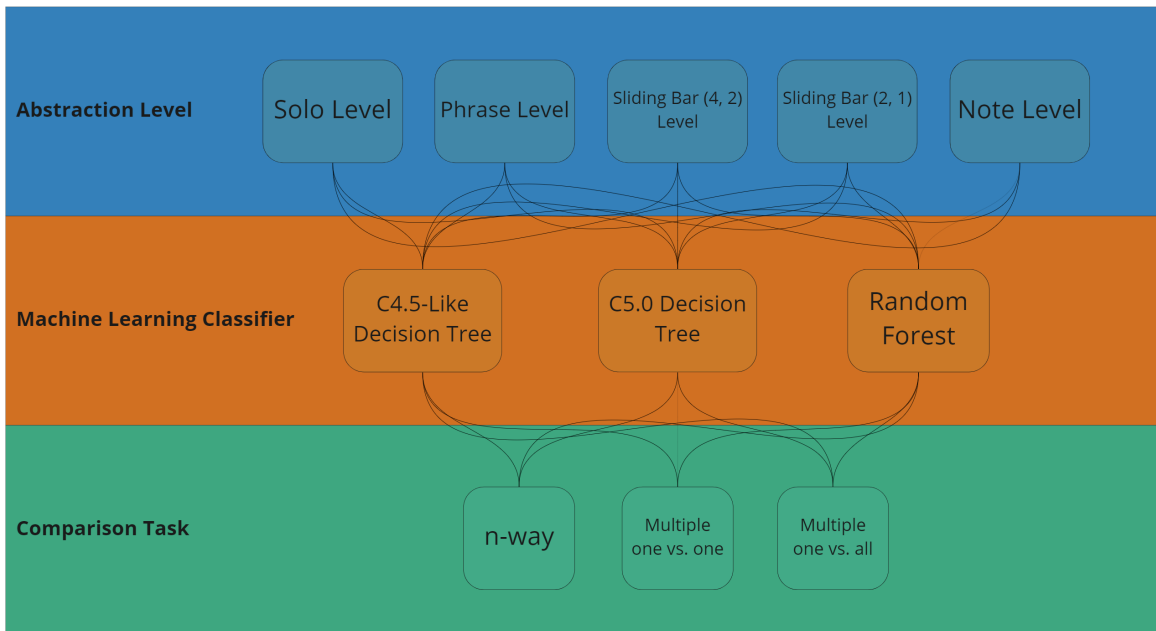 Abstraction Level
Solo Level
Phrase Level
Sliding Bar (4, 2)
Level
Sliding Bar (2, 1)
Level
Note Level
Machine Learning Classifier
C4.5-Like
Decision Tree
C5.0 Decision
Tree
Random
Forest
Comparison Task
n-way
Multiple
one vs. one
Multiple
one vs. all